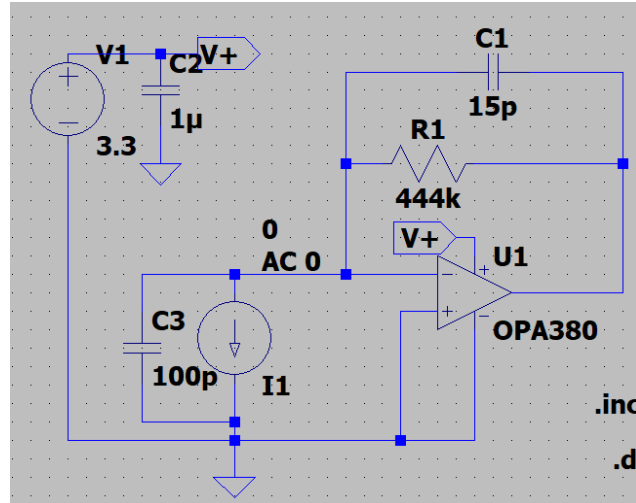 V1
C2
V+
1µ
3.3
C1
15p
R1
444k
0
AC 0
V+
U1
OPA380
C3
100p
I1
.inc
.d